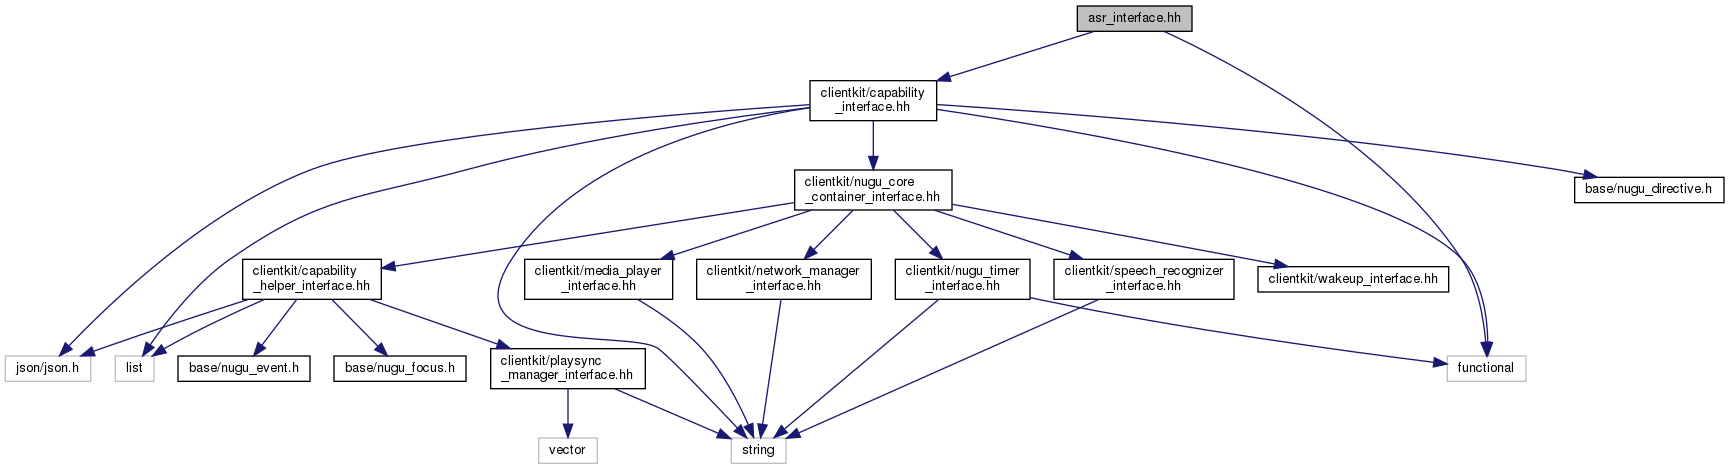 asr_interface.hh
clientkit/capability
_interface.hh
clientkit/nugu_core
_container_interface.hh
base/nugu_directive.h
clientkit/capability
_helper_interface.hh
clientkit/media_player
_interface.hh
clientkit/network_manager
_interface.hh
clientkit/nugu_timer
_interface.hh
clientkit/speech_recognizer
_interface.hh
clientkit/wakeup_interface.hh
json/json.h
list
base/nugu_event.h
base/nugu_focus.h
clientkit/playsync
_manager_interface.hh
functional
vector
string